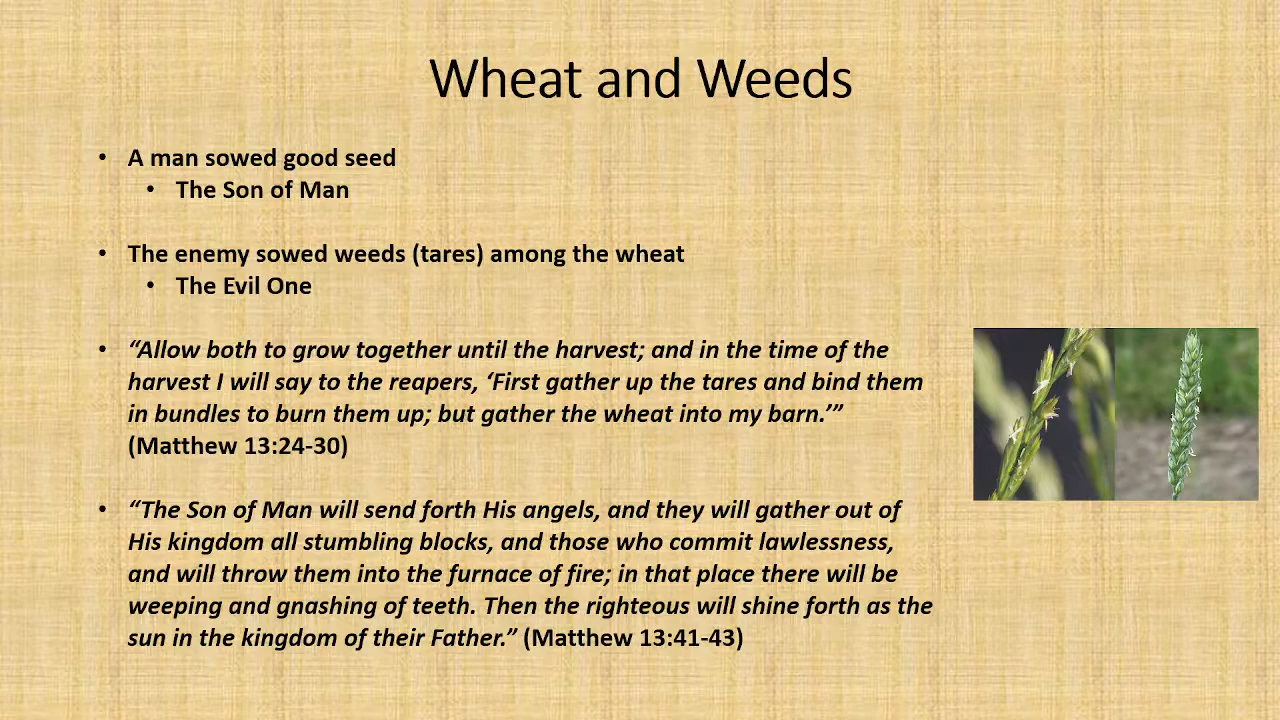 Wheat and Weeds
• A man sowed good seed
• The Son of Man
• The enemy sowed weeds (tares) among the wheat
• The Evil One
• “Allow both to grow together until the harvest; and in the time of the
harvest I will say to the reapers, ‘First gather up the tares and bind them
in bundles to burn them up; but gather the wheat into my barn.’”
(Matthew 13:24-30)
• “The Son of Man will send forth His angels, and they will gather out of
His kingdom all stumbling blocks, and those who commit lawlessness,
and will throw them into the furnace of fire; in that place there will be
weeping and gnashing of teeth. Then the righteous will shine forth as the
sun in the kingdom of their Father.” (Matthew 13:41-43)